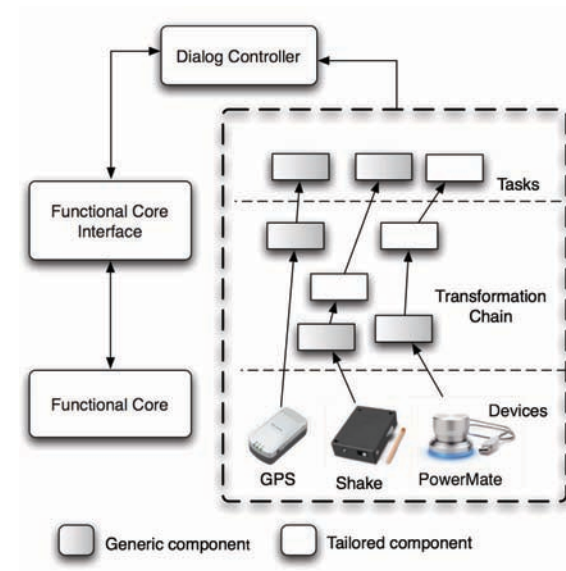 Dialog Controller
Functional Core
Interface
Tasks
Transformation
Chain
Functional Core
Devices
GPS
Shake
PowerMate
Generic component
Tailored component